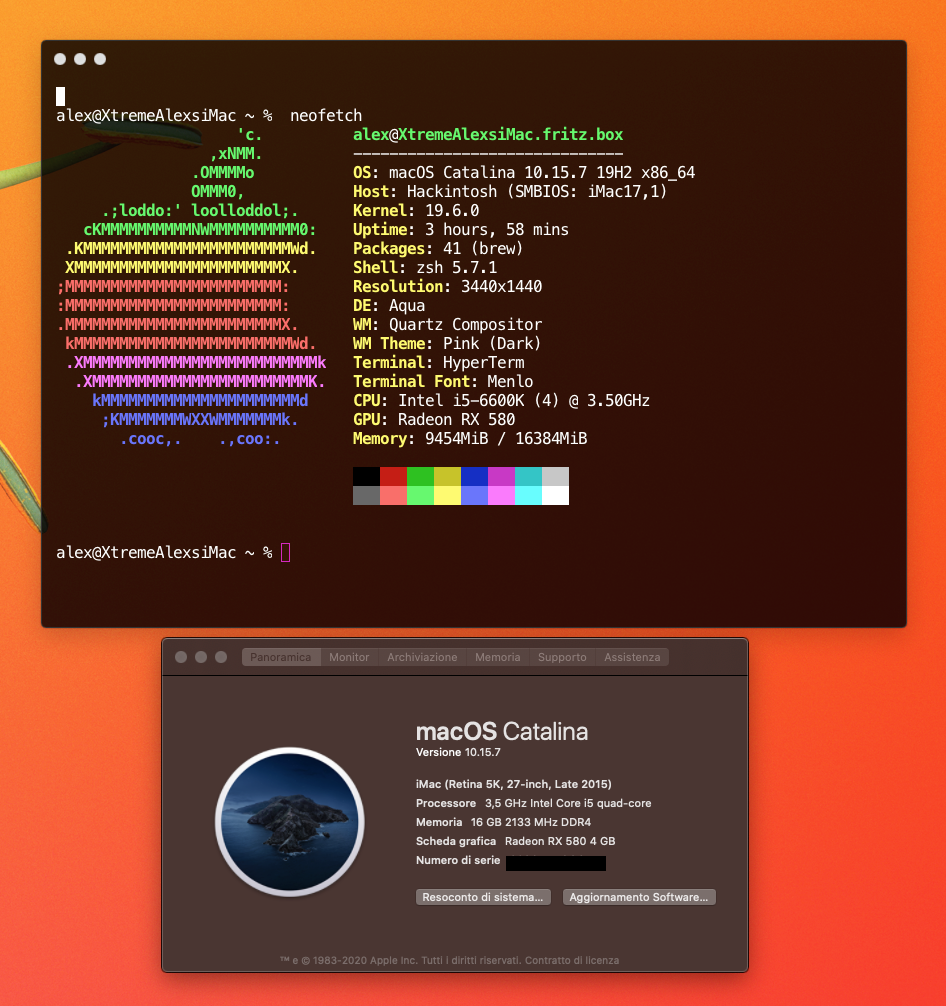 alex@XtremeAlexsiMac ~ %  neofetch
                    'c.          alex@XtremeAlexsiMac.fritz.box
                 ,xNMM.          ------------------------------
               .OMMMMo           OS: macOS Catalina 10.15.7 19H2 x86_64
               OMMM0,            Host: Hackintosh (SMBIOS: iMac17,1)
     .;loddo:' loolloddol;.      Kernel: 19.6.0
   cKMMMMMMMMMMNWMMMMMMMMMM0:    Uptime: 3 hours, 58 mins
 .KMMMMMMMMMMMMMMMMMMMMMMMWd.    Packages: 41 (brew)
 XMMMMMMMMMMMMMMMMMMMMMMMX.      Shell: zsh 5.7.1
;MMMMMMMMMMMMMMMMMMMMMMMM:       Resolution: 3440x1440
:MMMMMMMMMMMMMMMMMMMMMMMM:       DE: Aqua
.MMMMMMMMMMMMMMMMMMMMMMMMX.      WM: Quartz Compositor
 kMMMMMMMMMMMMMMMMMMMMMMMMWd.    WM Theme: Pink (Dark)
 .XMMMMMMMMMMMMMMMMMMMMMMMMMMk   Terminal: HyperTerm
  .XMMMMMMMMMMMMMMMMMMMMMMMMK.   Terminal Font: Menlo
    kMMMMMMMMMMMMMMMMMMMMMMd     CPU: Intel i5-6600K (4) @ 3.50GHz
     ;KMMMMMMMWXXWMMMMMMMk.      GPU: Radeon RX 580
       .cooc,.    .,coo:.        Memory: 9454MiB / 16384MiB
alex@XtremeAlexsiMac ~ %
Panoramica Monitor Archiviazione Memoria Supporto Assistenza
macOS Catalina
Versione 10.15.7
iMac (Retina 5K, 27-inch, Late 2015)
Processore 3,5 GHz Intel Core i5 quad-core
Memoria 16 GB 2133 MHz DDR4
Scheda grafica Radeon RX 580 4 GB
Numero di serie
Resoconto di sistema... Aggiornamento Software...
™ e © 1983-2020 Apple Inc. Tutti i diritti riservati. Contratto di licenza